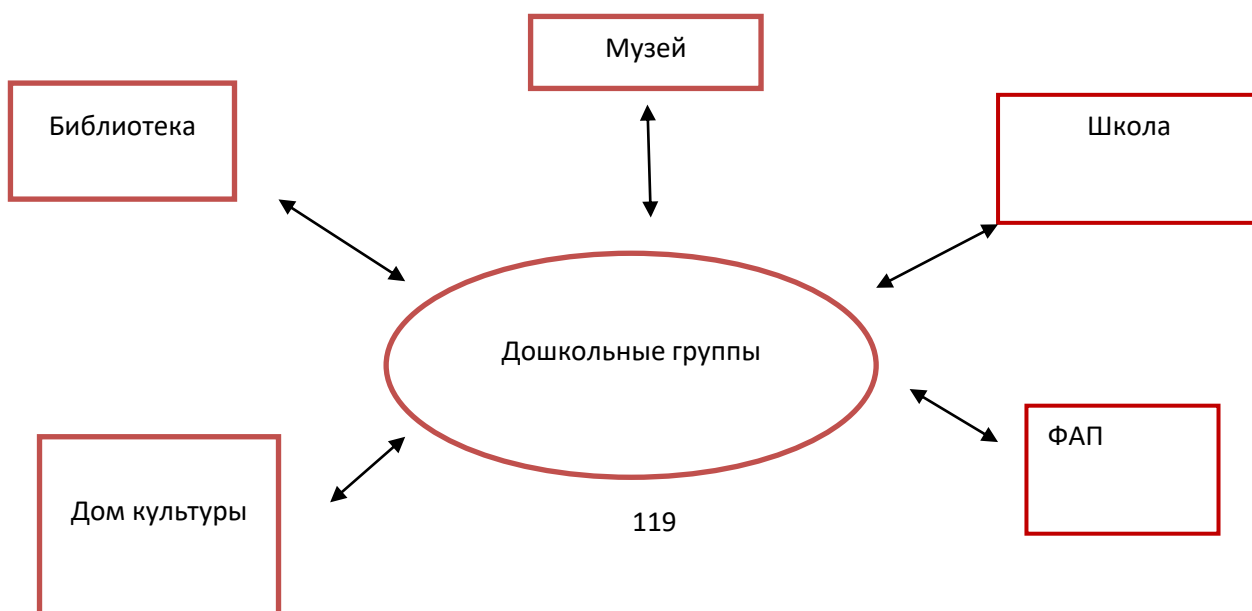 Музей
Библиотека
Школа
Дошкольные группы
ФАП
Дом культуры
119